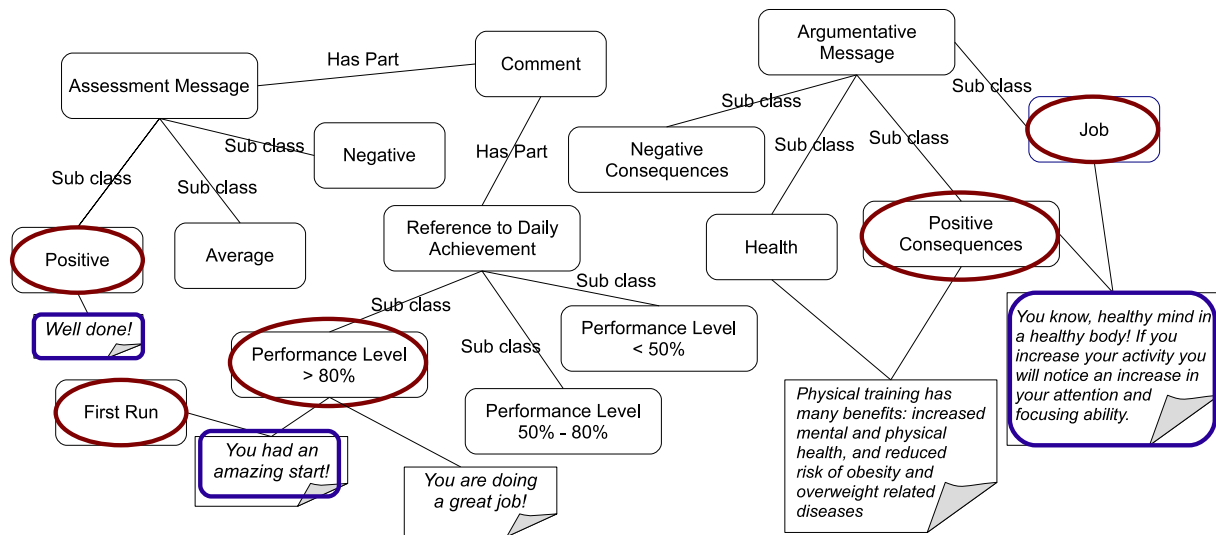 Argumentative
Message
Has Part
Comment
Assessment Message
Sub class
Sub class
Job
Sub class
Negative
Has Part
Negative
Consequences
Sub class
Sub class
Sub class
Sub class
Positive
Average
Reference to Daily
Achievement
Health
Positive
Consequences
Sub class
Sub class
Well done!
Performance Level
> 80%
Sub class
Performance Level
< 50%
You know, healthy mind in
a healthy body! If you
increase your activity you
will notice an increase in
your attention and
focusing ability.
First Run
Performance Level
50% - 80%
You had an
amazing start!
You are doing
a great job!
Physical training has
many benefits: increased
mental and physical
health, and reduced
risk of obesity and
overweight related
diseases